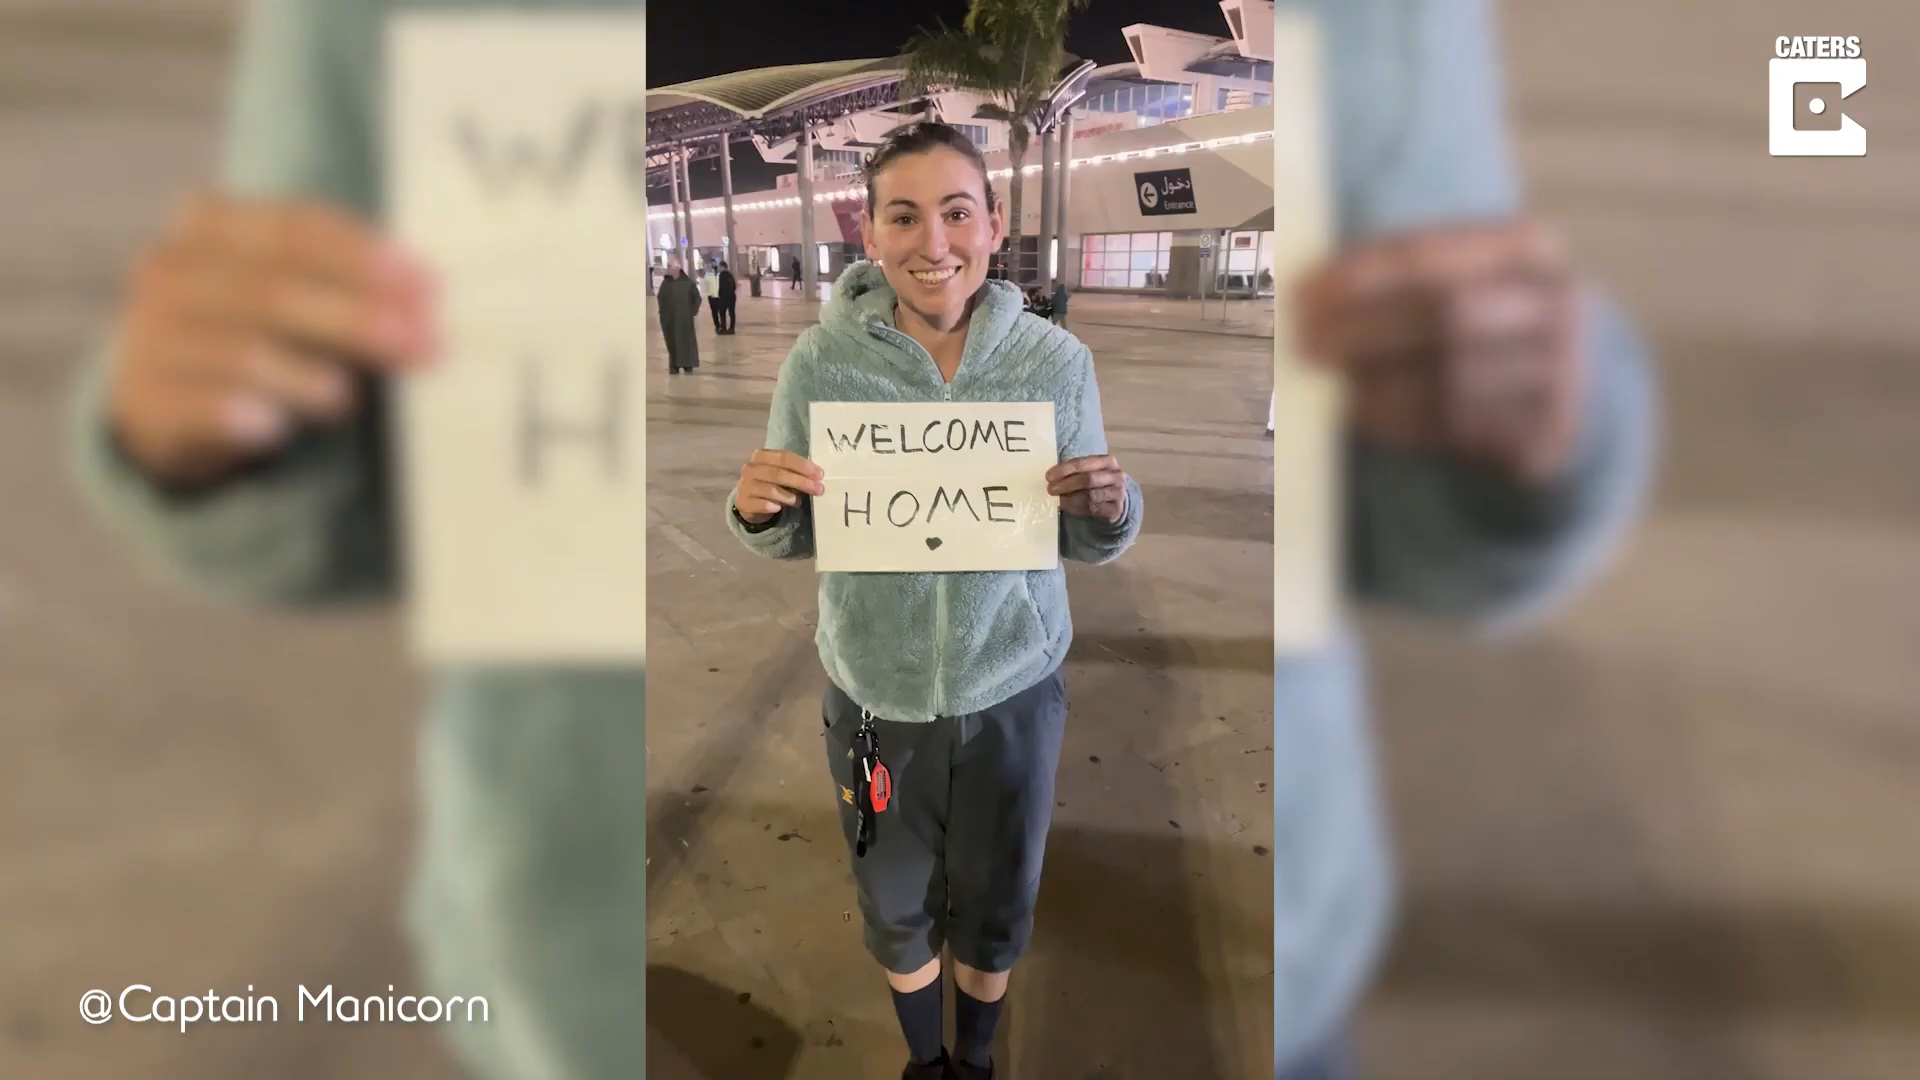 CATERS
دخول
Entrance
WELCOME
HOME
@Captain Manicorn